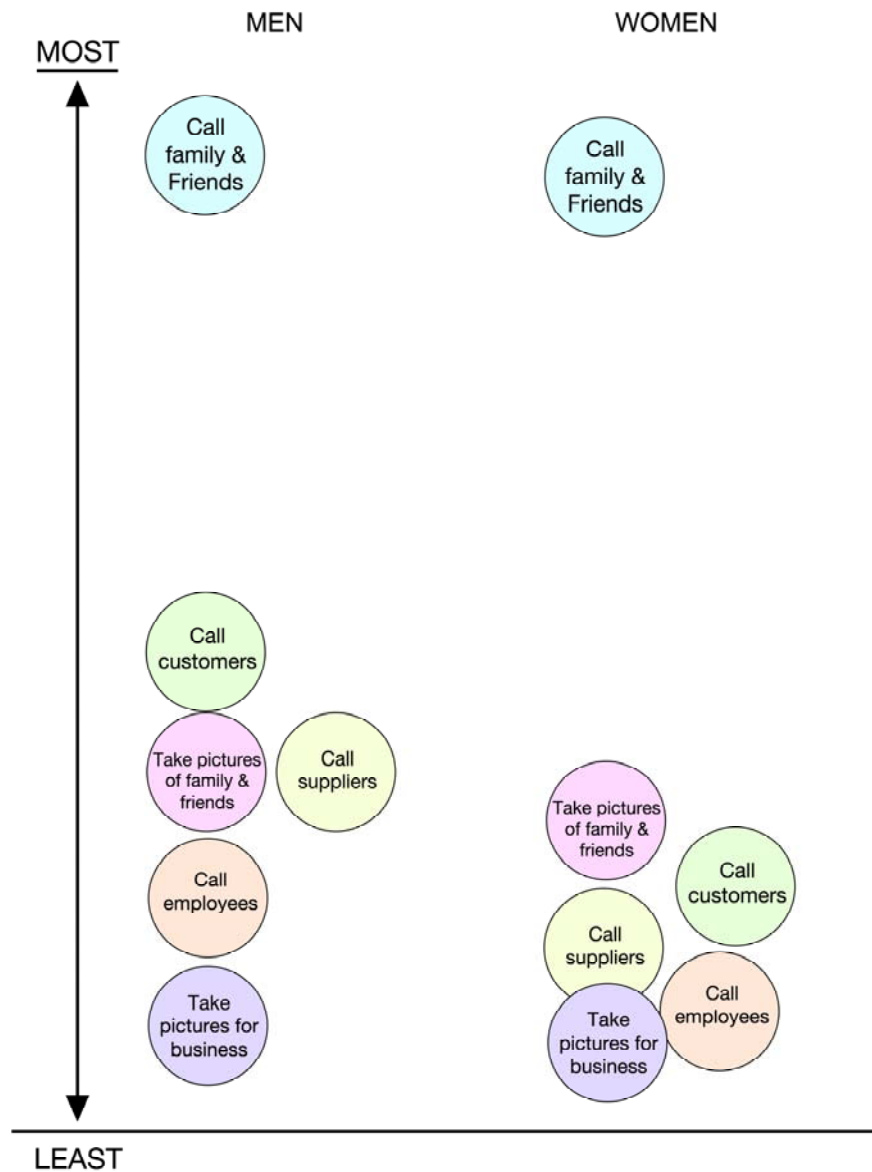 MEN
WOMEN
MOST
Call
family &
Friends
Call
family &
Friends
Call
customers
Take pictures
of family &
friends
Call
suppliers
Call
employees
Take
pictures for
business
Take pictures
of family &
friends
Call
customers
Call
suppliers
Call
employees
Take
pictures for
business
LEAST